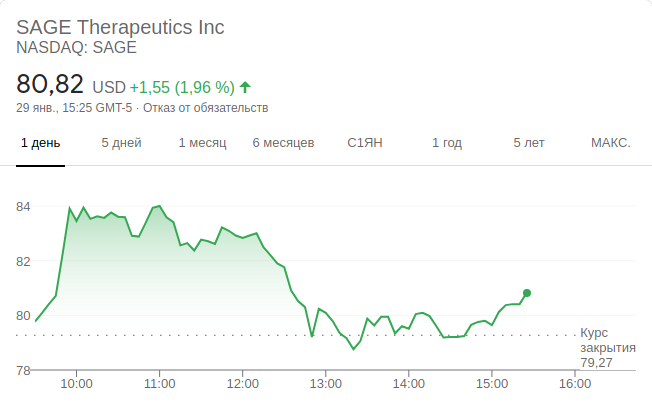 SAGE Therapeutics Inc
NASDAQ: SAGE
80,82 USD +1,55 (1,96 %)
29 янв., 15:25 GMT-5 · Отказ от обязательств
1 день 5 дней 1 месяц 6 месяцев С1ЯН 1 год 5 лет МАКС.
84
82
80
Курс
закрытия
79,27
78
10:00 11:00 12:00 13:00 14:00 15:00 16:00